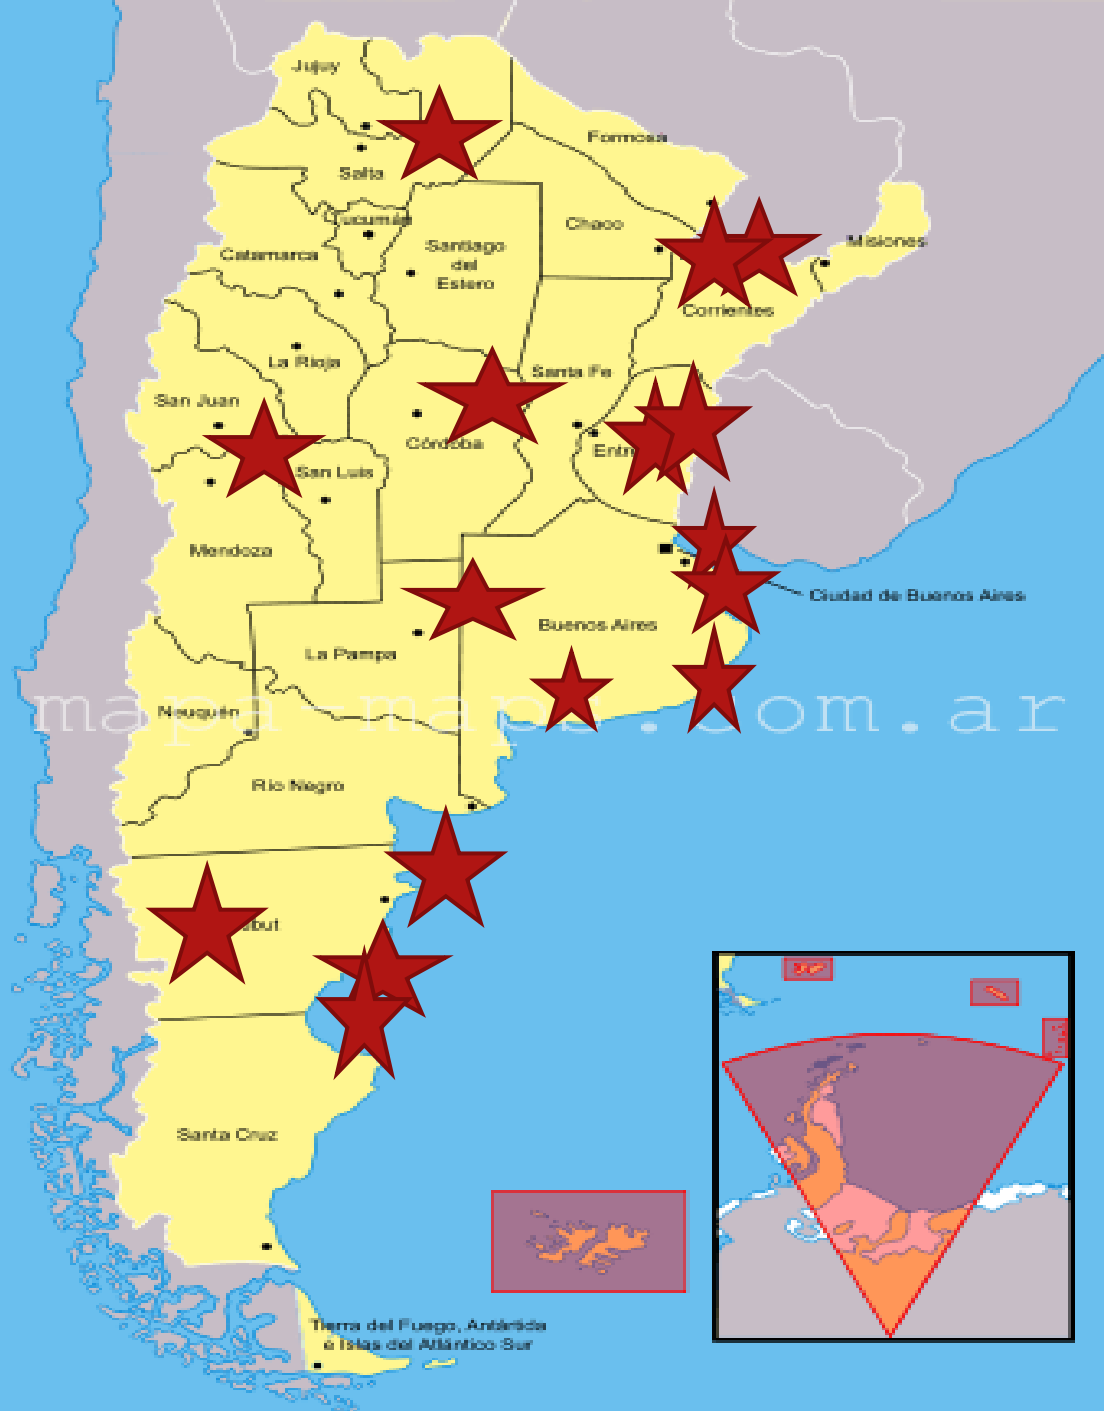 Jujuy
Formosa
Salta
Chaco
Tucumán
Misiones
Catamarca
Santiago
del
Estero
Corrientes
La Rioja
Santa Fe
San Juan
Córdoba
Entr
San Luis
Mendoza
Ciudad de Buenos Aires
Buenos Aires
La Pampa
Neuquén
mapa-maps.com.ar
Río Negro
but
Santa Cruz
Tierra del Fuego, Antártida
e Islas del Atlántico Sur